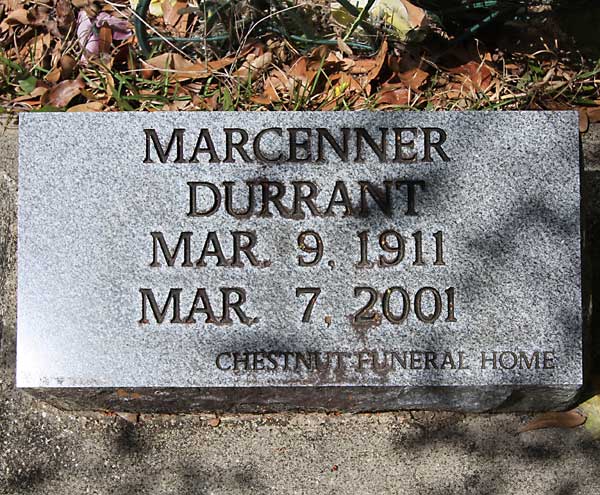 MARCENNER
DURRANT
MAR. 9, 1911
MAR. 7, 2001
CHESTNUT FUNERAL HOME